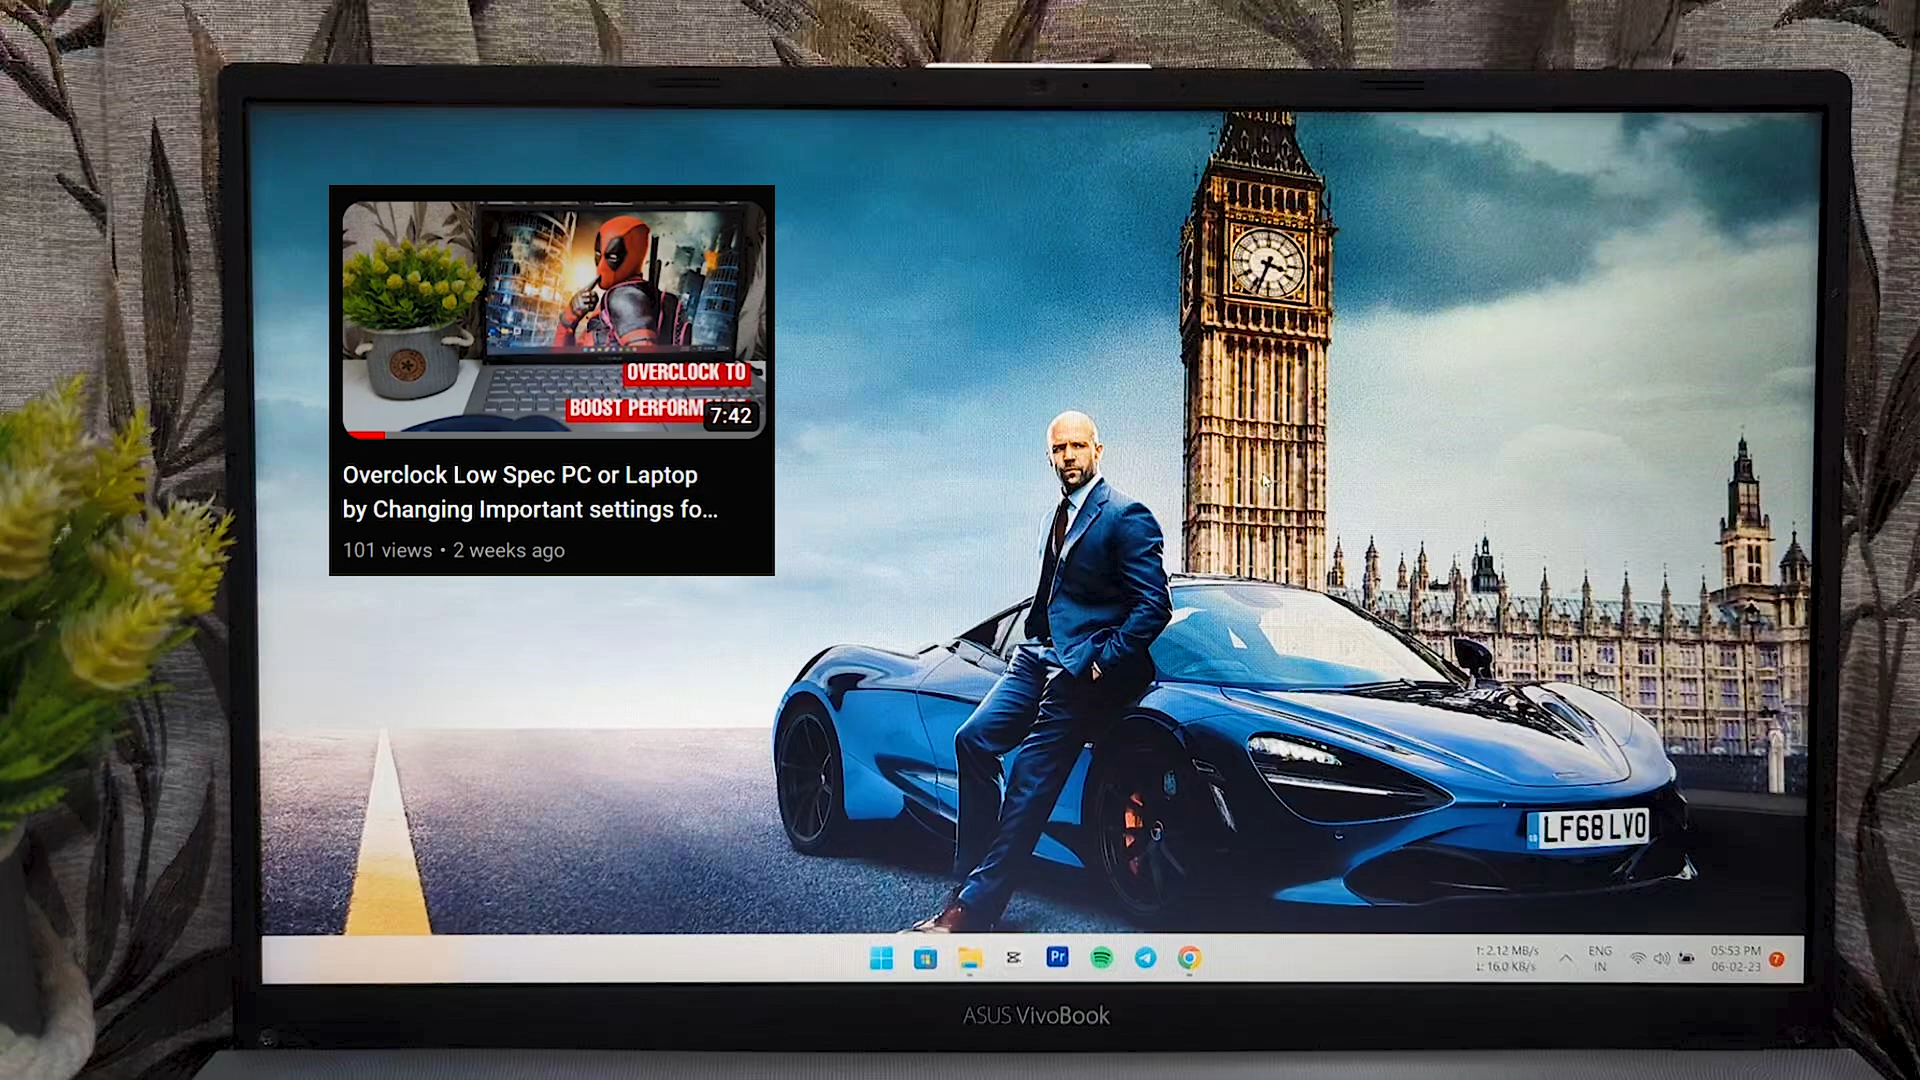 OVERCLOCK TO
BOOST PERFORM
7:42
Overclock Low Spec PC or Laptop
by Changing Important settings fo...
101 views • 2 weeks ago
LF68 LVO
Pr
↑: 2.12 MB/s
↓: 16.0 KB/s
ENG
IN
05:53 PM
06-02-23
7
ASUS VivoBook